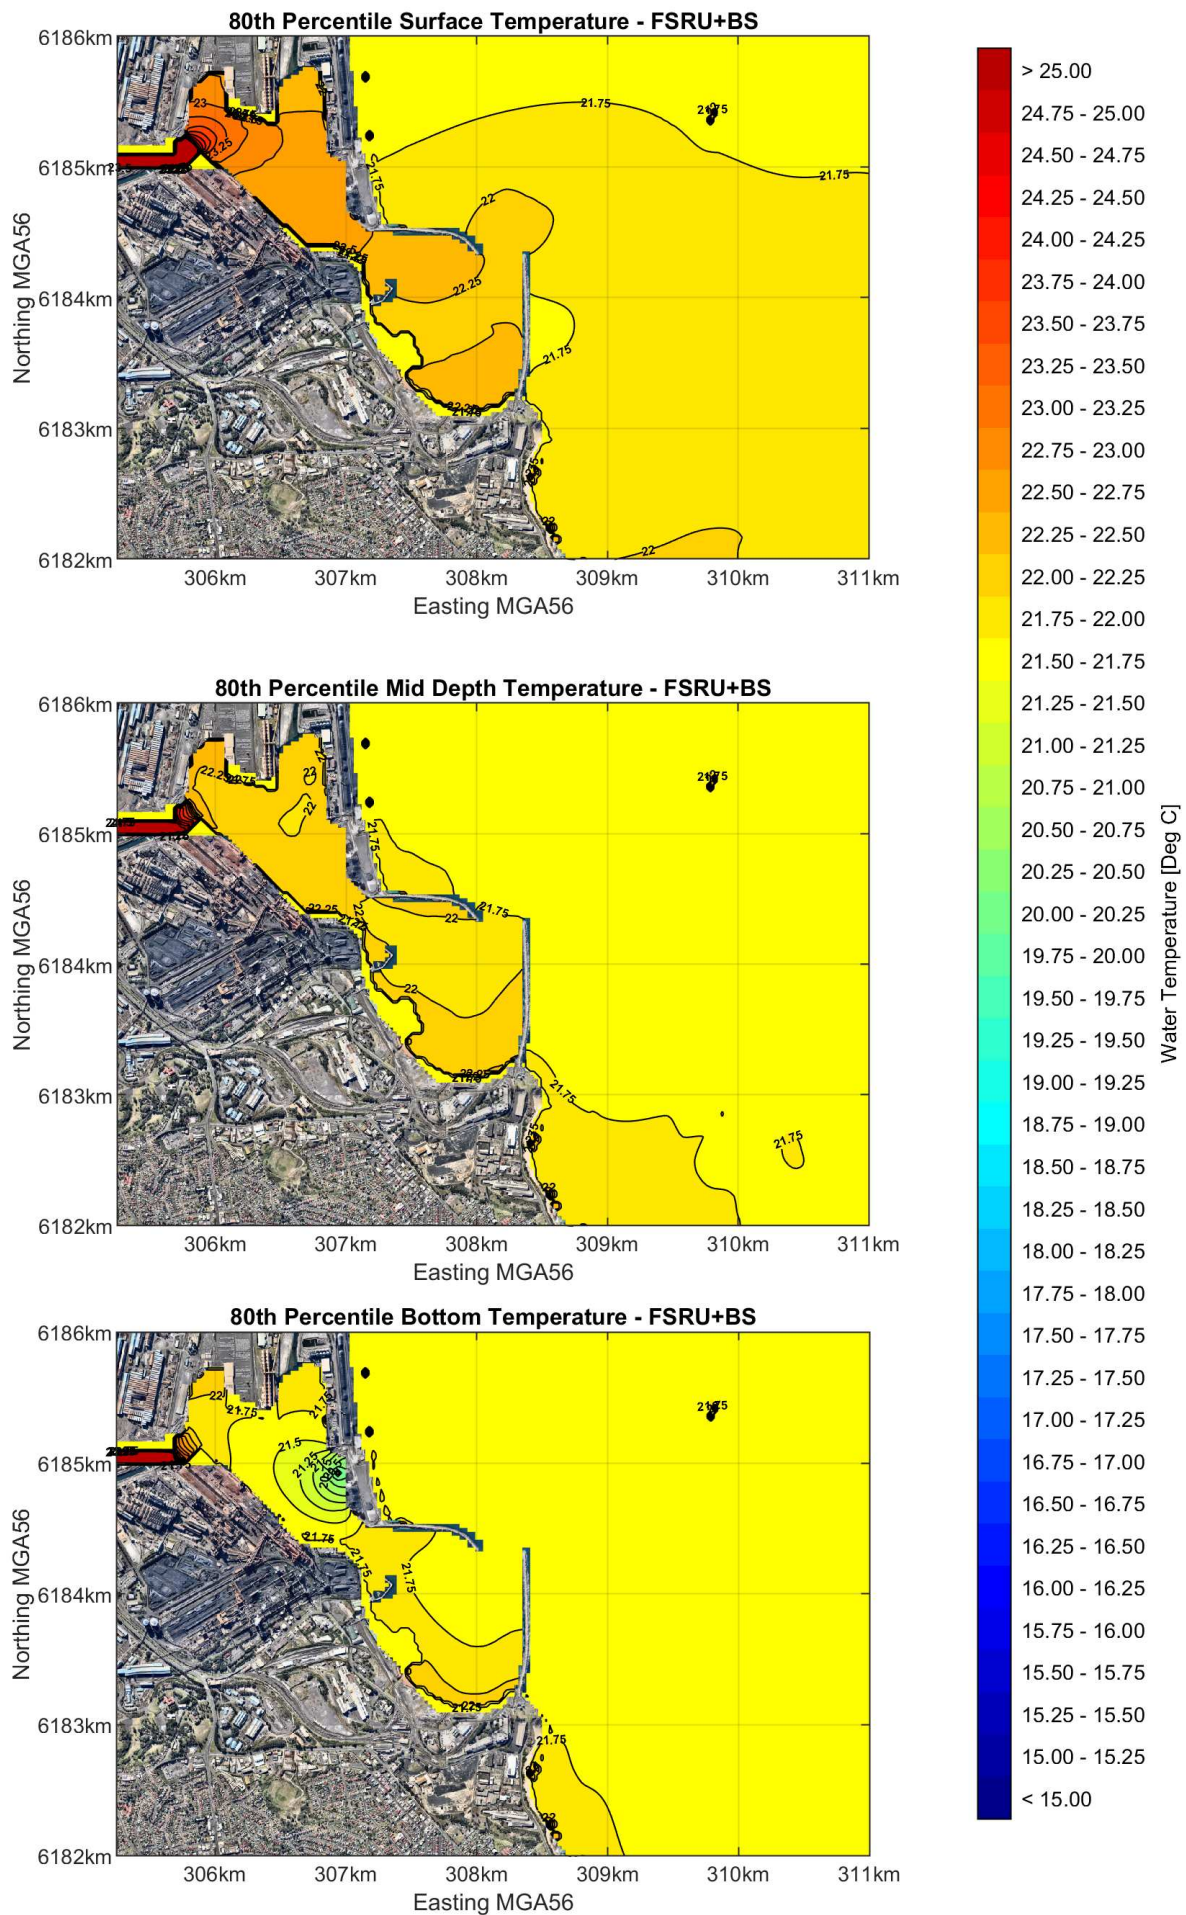 80th Percentile Surface Temperature - FSRU+BS
6186km
6185km
6184km
6183km
6182km
Northing MGA56
23
23.25
21.75
21.75
21.75
21.75
22
22.25
21.75
22
306km
307km
308km
309km
310km
311km
Easting MGA56
80th Percentile Mid Depth Temperature - FSRU+BS
6186km
6185km
6184km
6183km
6182km
Northing MGA56
22
22
21.75
21.75
22.25
22
21.75
22
21.75
21.75
306km
307km
308km
309km
310km
311km
Easting MGA56
80th Percentile Bottom Temperature - FSRU+BS
6186km
6185km
6184km
6183km
6182km
Northing MGA56
22
21.75
21.75
21.75
21.5
21.25
21.75
21.75
21.75
21.75
306km
307km
308km
309km
310km
311km
Easting MGA56
> 25.00
24.75 - 25.00
24.50 - 24.75
24.25 - 24.50
24.00 - 24.25
23.75 - 24.00
23.50 - 23.75
23.25 - 23.50
23.00 - 23.25
22.75 - 23.00
22.50 - 22.75
22.25 - 22.50
22.00 - 22.25
21.75 - 22.00
21.50 - 21.75
21.25 - 21.50
21.00 - 21.25
20.75 - 21.00
20.50 - 20.75
20.25 - 20.50
20.00 - 20.25
19.75 - 20.00
19.50 - 19.75
19.25 - 19.50
19.00 - 19.25
18.75 - 19.00
18.50 - 18.75
18.25 - 18.50
18.00 - 18.25
17.75 - 18.00
17.50 - 17.75
17.25 - 17.50
17.00 - 17.25
16.75 - 17.00
16.50 - 16.75
16.25 - 16.50
16.00 - 16.25
15.75 - 16.00
15.50 - 15.75
15.25 - 15.50
15.00 - 15.25
< 15.00
Water Temperature [Deg C]